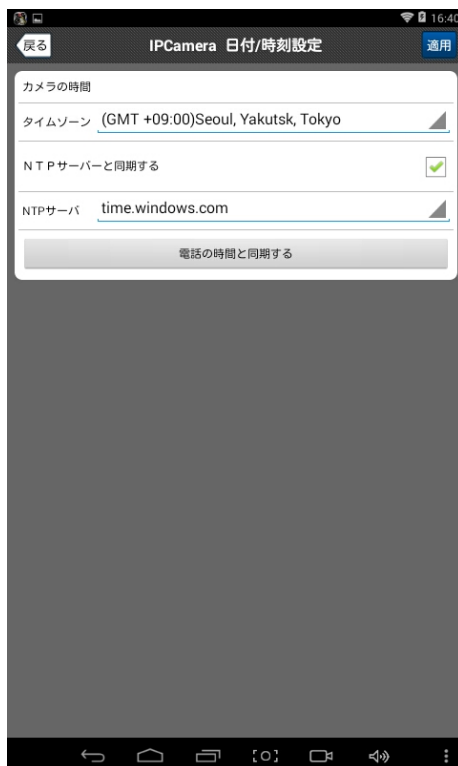 16:40
戻る
IPCamera 日付/時刻設定
適用
カメラの時間
タイムゾーン (GMT +09:00)Seoul, Yakutsk, Tokyo
ＮＴＰサーバーと同期する
NTPサーバ time.windows.com
電話の時間と同期する